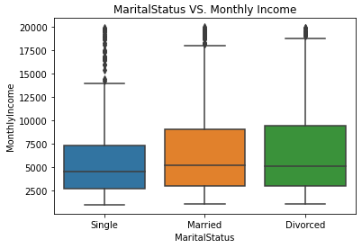 MaritalStatus VS. Monthly Income
20000
17500
15000
12500
10000
7500
5000
2500
MonthlyIncome
Single Married Divorced
MaritalStatus